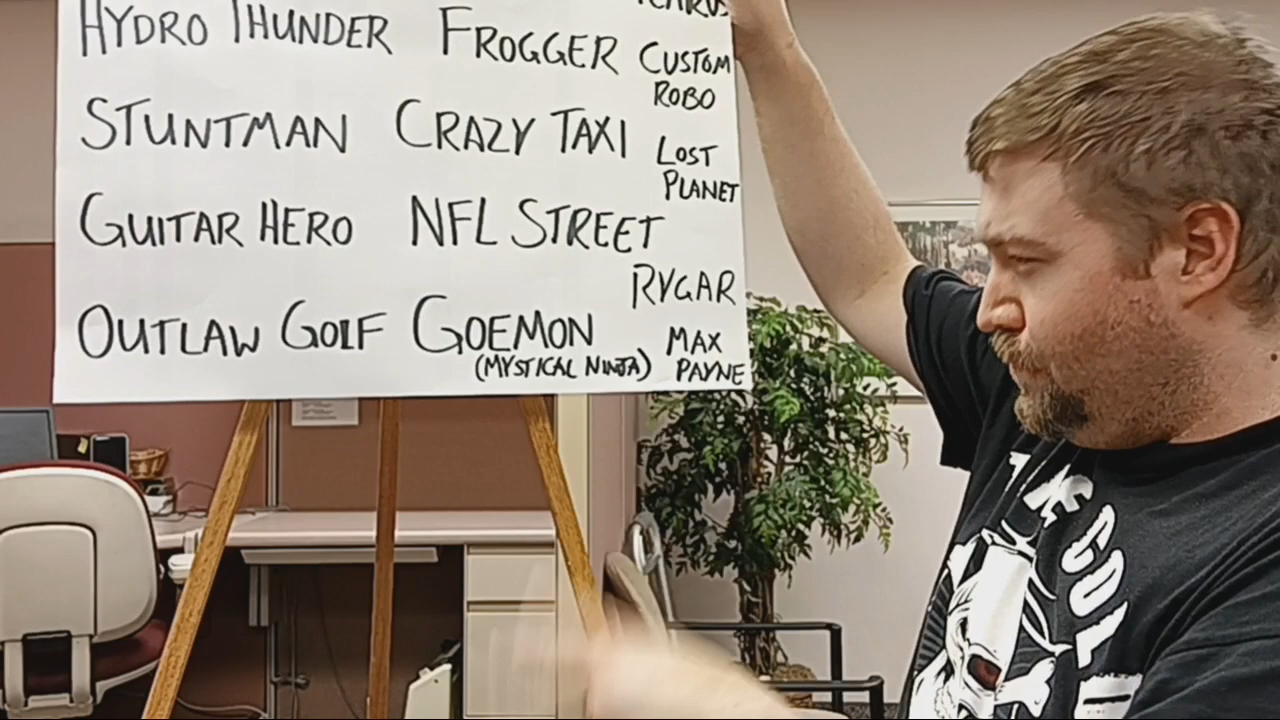 HYDRO THUNDER FROGGER
ICARUS
CUSTOM
ROBO
STUNTMAN CRAZY TAXI
LOST
PLANET
GUITAR HERO NFL STREET
RYGAR
OUTLAW GOLF GOEMON
(MYSTICAL NINJA)
MAX
PAYNE